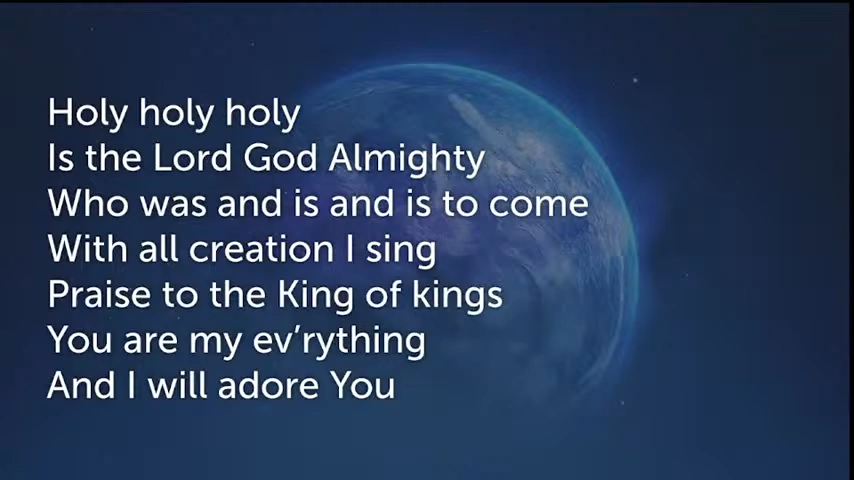 Holy holy holy
Is the Lord God Almighty
Who was and is and is to come
With all creation I sing
Praise to the King of kings
You are my ev’rything
And I will adore You